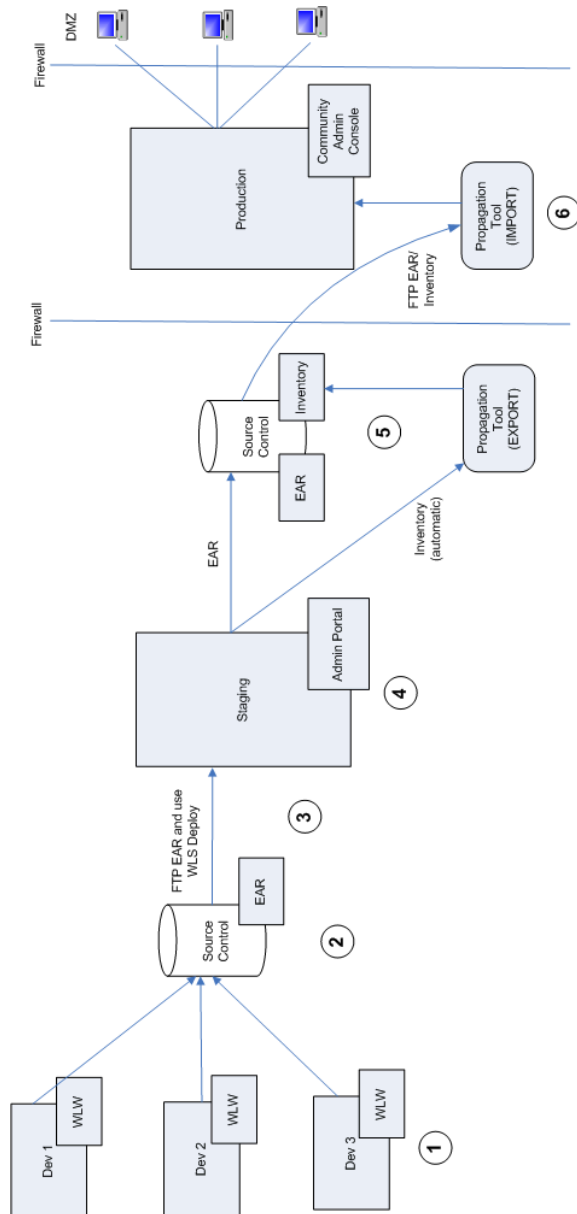 Dev 1
WLW
Dev 2
WLW
Dev 3
WLW
1
Source
Control
EAR
2
FTP EAR and use
WLS Deploy
3
Staging
Admin Portal
4
EAR
Inventory
(automatic)
Source
Control
EAR
Inventory
5
Propagation
Tool
(EXPORT)
Firewall
FTP EAR/
Inventory
Production
Community
Admin
Console
Propagation
Tool
(IMPORT)
6
Firewall
DMZ